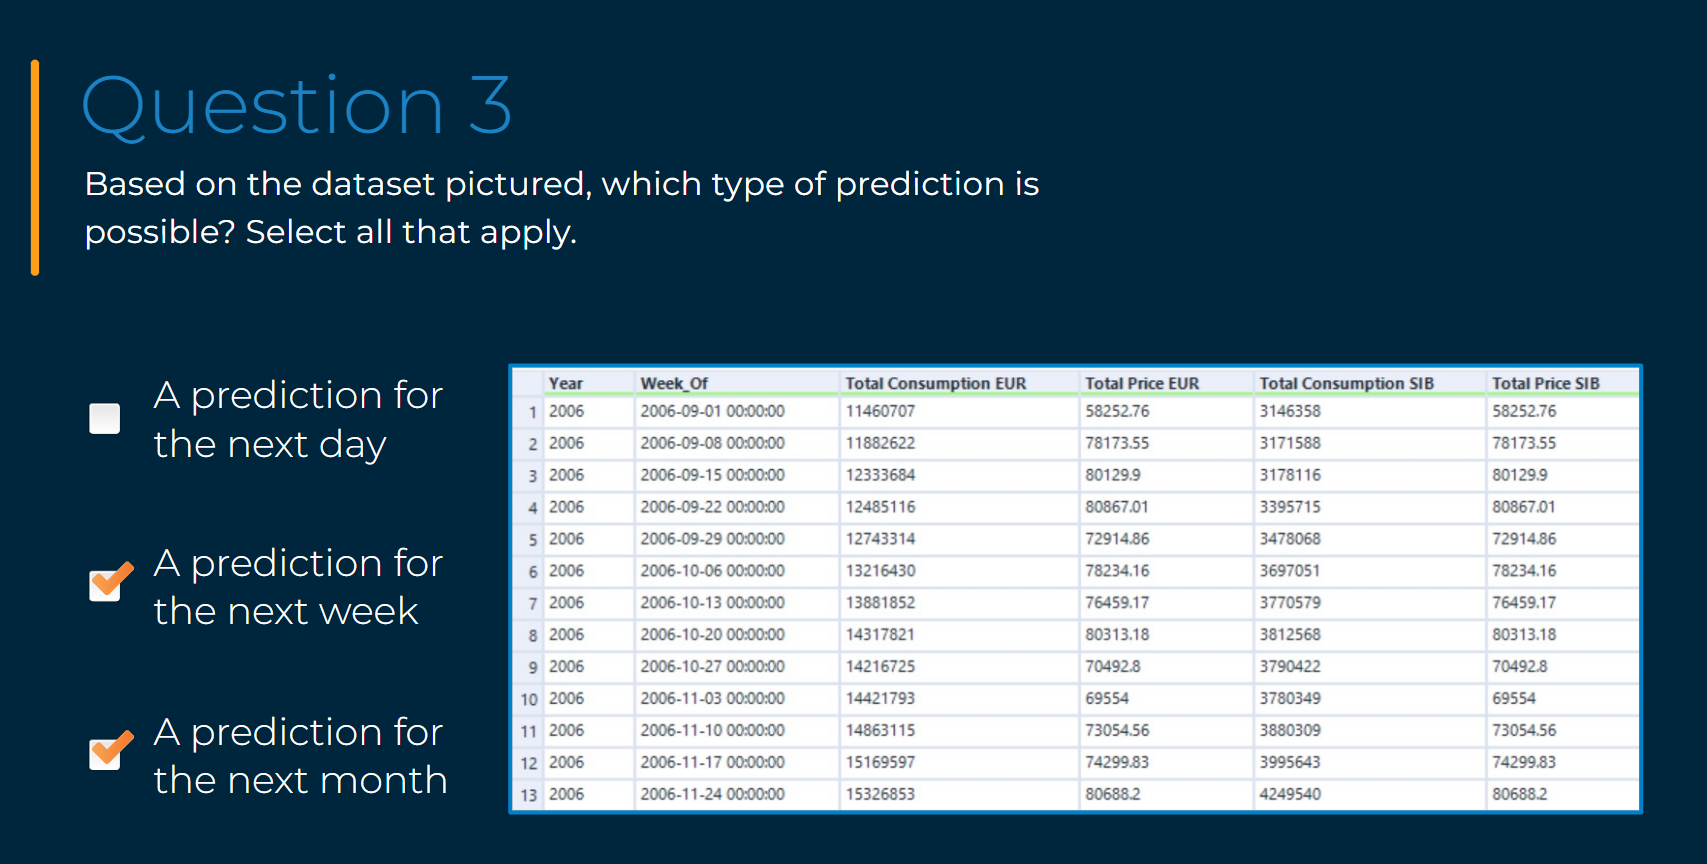 Question 3
Based on the dataset pictured, which type of prediction is
possible? Select all that apply.
A prediction for
the next day
A prediction for
the next week
A prediction for
the next month
Year Week_Of Total Consumption EUR Total Price EUR Total Consumption SIB Total Price SIB
1 2006 2006-09-01 00:00:00 11460707 58252.76 3146358 58252.76
2 2006 2006-09-08 00:00:00 11882622 78173.55 3171588 78173.55
3 2006 2006-09-15 00:00:00 12333684 80129.9 3178116 80129.9
4 2006 2006-09-22 00:00:00 12485116 80867.01 3395715 80867.01
5 2006 2006-09-29 00:00:00 12743314 72914.86 3478068 72914.86
6 2006 2006-10-06 00:00:00 13216430 78234.16 3697051 78234.16
7 2006 2006-10-13 00:00:00 13881852 76459.17 3770579 76459.17
8 2006 2006-10-20 00:00:00 14317821 80313.18 3812568 80313.18
9 2006 2006-10-27 00:00:00 14216725 70492.8 3790422 70492.8
10 2006 2006-11-03 00:00:00 14421793 69554 3780349 69554
11 2006 2006-11-10 00:00:00 14863115 73054.56 3880309 73054.56
12 2006 2006-11-17 00:00:00 15169597 74299.83 3995643 74299.83
13 2006 2006-11-24 00:00:00 15326853 80688.2 4249540 80688.2